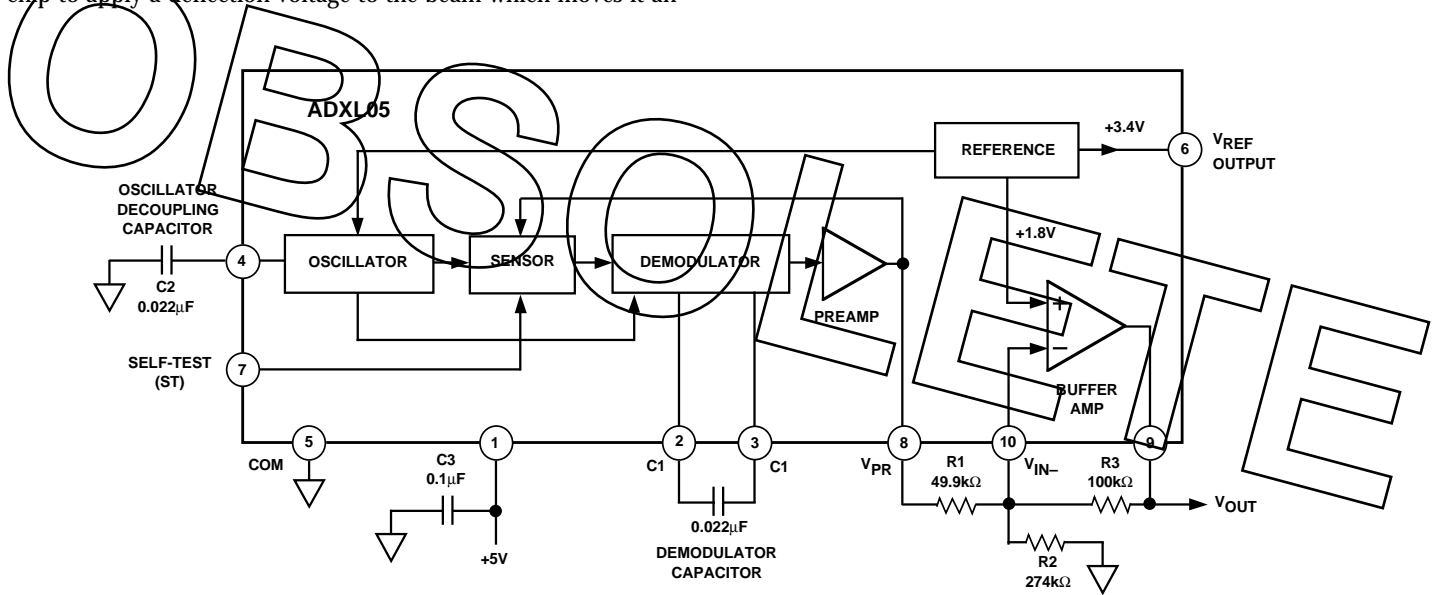 chip to apply a deflection voltage to the beam which moves it an
OBSOLETE
ADXL05
REFERENCE
+3.4V
6
VREF
OUTPUT
OSCILLATOR
DECOUPLING
CAPACITOR
+1.8V
4
OSCILLATOR
SENSOR
DEMODULATOR
C2
0.022µF
PREAMP
+
−
SELF-TEST
(ST)
7
BUFFER
AMP
5
1
2
3
8
10
9
COM
C3
0.1µF
C1
C1
VPR
R1
49.9kΩ
VIN–
R3
100kΩ
VOUT
0.022µF
+5V
DEMODULATOR
CAPACITOR
R2
274kΩ